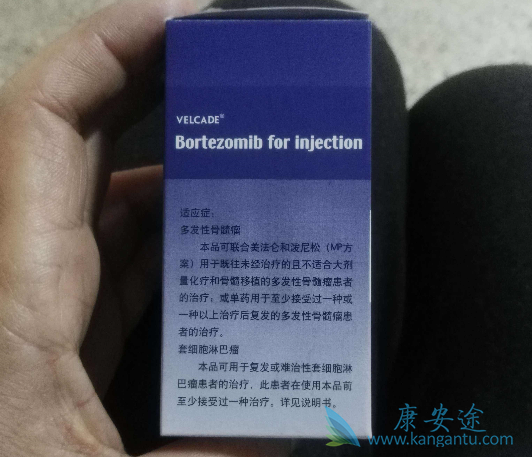 VELCADE®
Bortezomib for injection
适应症：
多发性骨髓瘤
本品可联合美法仑和泼尼松（MP方
案）用于既往未经治疗的且不适合大剂
量化疗和骨髓移植的多发性骨髓瘤患者
的治疗；或单药用于至少接受过一种或
一种以上治疗后复发的多发性骨髓瘤患
者的治疗。
套细胞淋巴瘤
本品可用于复发或难治性套细胞淋
巴瘤患者的治疗，此患者在使用本品前
至少接受过一种治疗。详见说明书。
康安途
www.kangantu.com